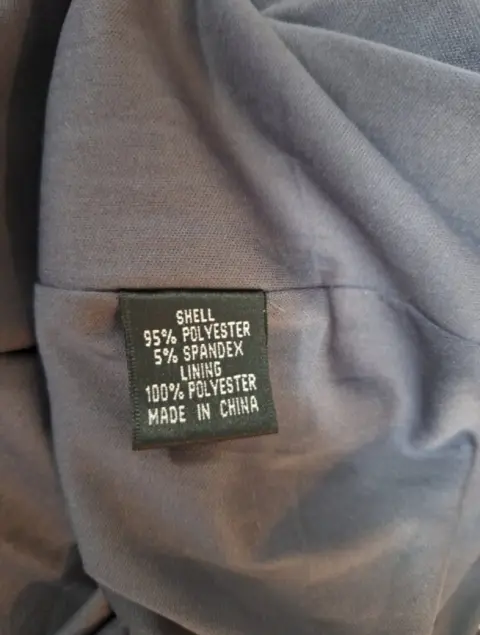 SHELL
95% POLYESTER
5% SPANDEX
LINING
100% POLYESTER
MADE IN CHINA